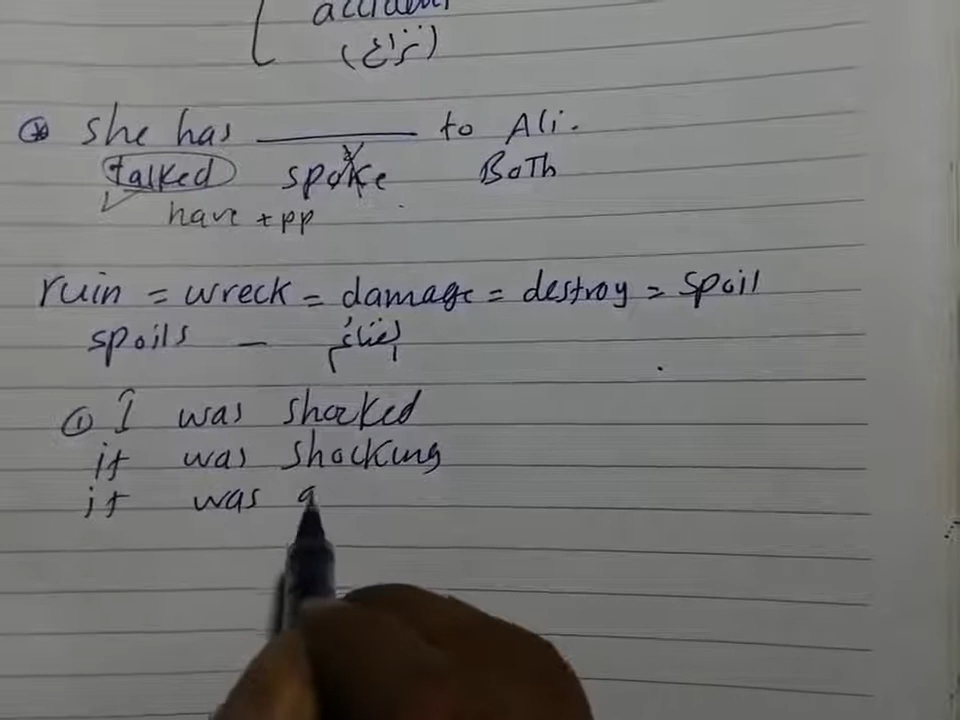 (نزاع)
she has ________ to Ali.
talked spoke Both
have + pp
ruin = wreck = damage = destroy = spoil
spoils – غنائم
① I was shocked
it was shocking
it was a